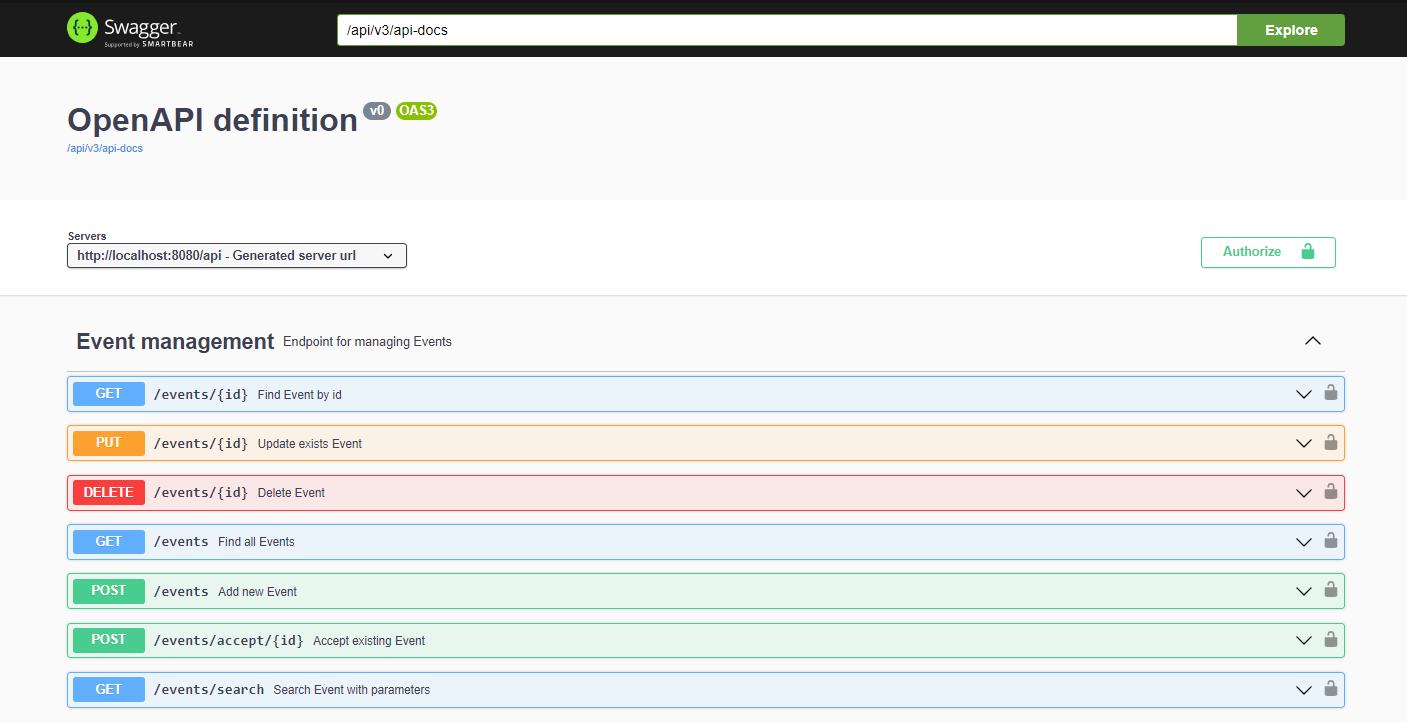 Swagger
Supported by SMARTBEAR
/api/v3/api-docs
Explore
OpenAPI definition v0 OAS3
/api/v3/api-docs
Servers
http://localhost:8080/api - Generated server url
Authorize
Event management Endpoint for managing Events
GET /events/{id} Find Event by id
PUT /events/{id} Update exists Event
DELETE /events/{id} Delete Event
GET /events Find all Events
POST /events Add new Event
POST /events/accept/{id} Accept existing Event
GET /events/search Search Event with parameters